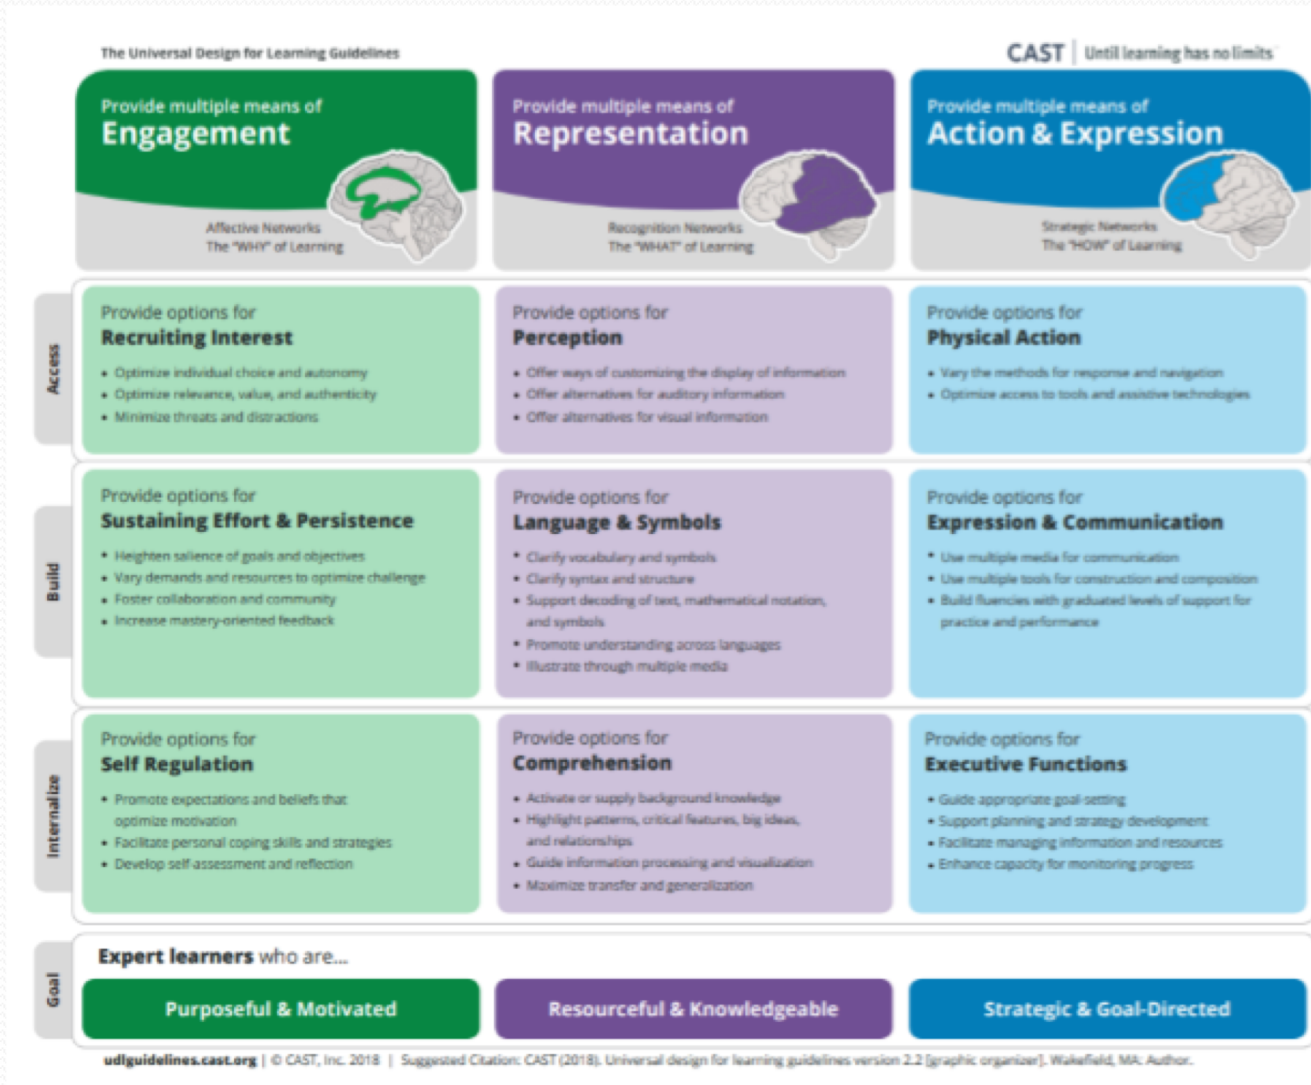 The Universal Design for Learning Guidelines
CAST | Until learning has no limits
Provide multiple means of
Engagement
Affective Networks
The "WHY" of Learning
Provide multiple means of
Representation
Recognition Networks
The "WHAT" of Learning
Provide multiple means of
Action & Expression
Strategic Networks
The "HOW" of Learning
Access
Provide options for
Recruiting Interest
• Optimize individual choice and autonomy
• Optimize relevance, value, and authenticity
• Minimize threats and distractions
Provide options for
Perception
• Offer ways of customizing the display of information
• Offer alternatives for auditory information
• Offer alternatives for visual information
Provide options for
Physical Action
• Vary the methods for response and navigation
• Optimize access to tools and assistive technologies
Build
Provide options for
Sustaining Effort & Persistence
• Heighten salience of goals and objectives
• Vary demands and resources to optimize challenge
• Foster collaboration and community
• Increase mastery-oriented feedback
Provide options for
Language & Symbols
• Clarify vocabulary and symbols
• Clarify syntax and structure
• Support decoding of text, mathematical notation,
and symbols
• Promote understanding across languages
• Illustrate through multiple media
Provide options for
Expression & Communication
• Use multiple media for communication
• Use multiple tools for construction and composition
• Build fluencies with graduated levels of support for
practice and performance
Internalize
Provide options for
Self Regulation
• Promote expectations and beliefs that
optimize motivation
• Facilitate personal coping skills and strategies
• Develop self-assessment and reflection
Provide options for
Comprehension
• Activate or supply background knowledge
• Highlight patterns, critical features, big ideas,
and relationships
• Guide information processing and visualization
• Maximize transfer and generalization
Provide options for
Executive Functions
• Guide appropriate goal-setting
• Support planning and strategy development
• Facilitate managing information and resources
• Enhance capacity for monitoring progress
Goal
Expert learners who are...
Purposeful & Motivated
Resourceful & Knowledgeable
Strategic & Goal-Directed
udlguidelines.cast.org | © CAST, Inc. 2018 | Suggested Citation: CAST (2018). Universal design for learning guidelines version 2.2 [graphic organizer]. Wakefield, MA: Author.